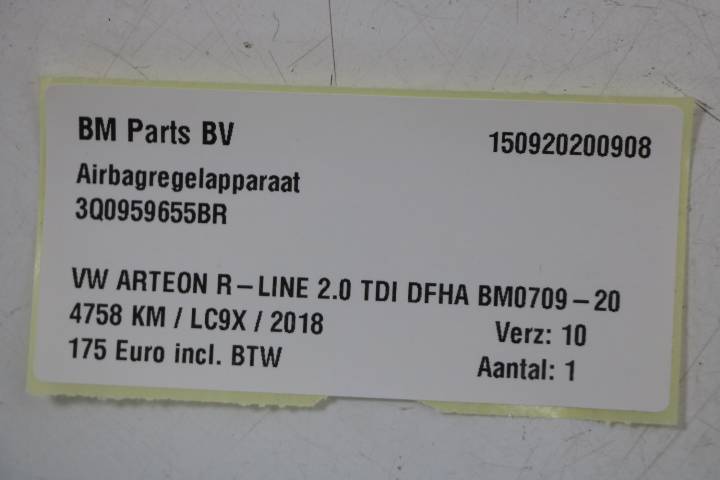 BM Parts BV 150920200908
Airbagregelapparaat
3Q0959655BR
VW ARTEON R-LINE 2.0 TDI DFHA BM0709-20
4758 KM / LC9X / 2018 Verz: 10
175 Euro incl. BTW Aantal: 1